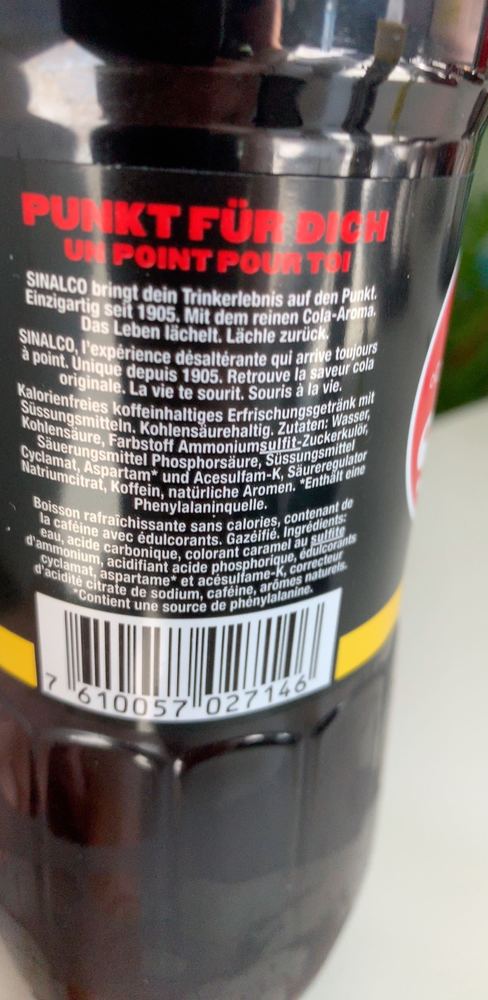 PUNKT FÜR DICH
UN POINT POUR TOI
SINALCO bringt dein Trinkerlebnis auf den Punkt.
Einzigartig seit 1905. Mit dem reinen Cola-Aroma.
Das Leben lächelt. Lächle zurück.
SINALCO, l'expérience désaltérante qui arrive toujours
à point. Unique depuis 1905. Retrouve la saveur cola
originale. La vie te sourit. Souris à la vie.
Kalorienfreies koffeinhaltiges Erfrischungsgetränk mit
Süssungsmitteln. Kohlensäurehaltig. Zutaten: Wasser,
Kohlensäure, Farbstoff Ammoniumsulfit-Zuckerkulör,
Säuerungsmittel Phosphorsäure, Süssungsmittel
Cyclamat, Aspartam* und Acesulfam-K, Säureregulator
Natriumcitrat, Koffein, natürliche Aromen. *Enthält eine
Phenylalaninquelle.
Boisson rafraîchissante sans calories, contenant de
la caféine avec édulcorants. Gazéifié. Ingrédients:
eau, acide carbonique, colorant caramel au sulfite
d'ammonium, acidifiant acide phosphorique, édulcorants
cyclamat, aspartame* et acésulfame-K, correcteur
d'acidité citrate de sodium, caféine, arômes naturels.
*Contient une source de phénylalanine.
7 610057 027146